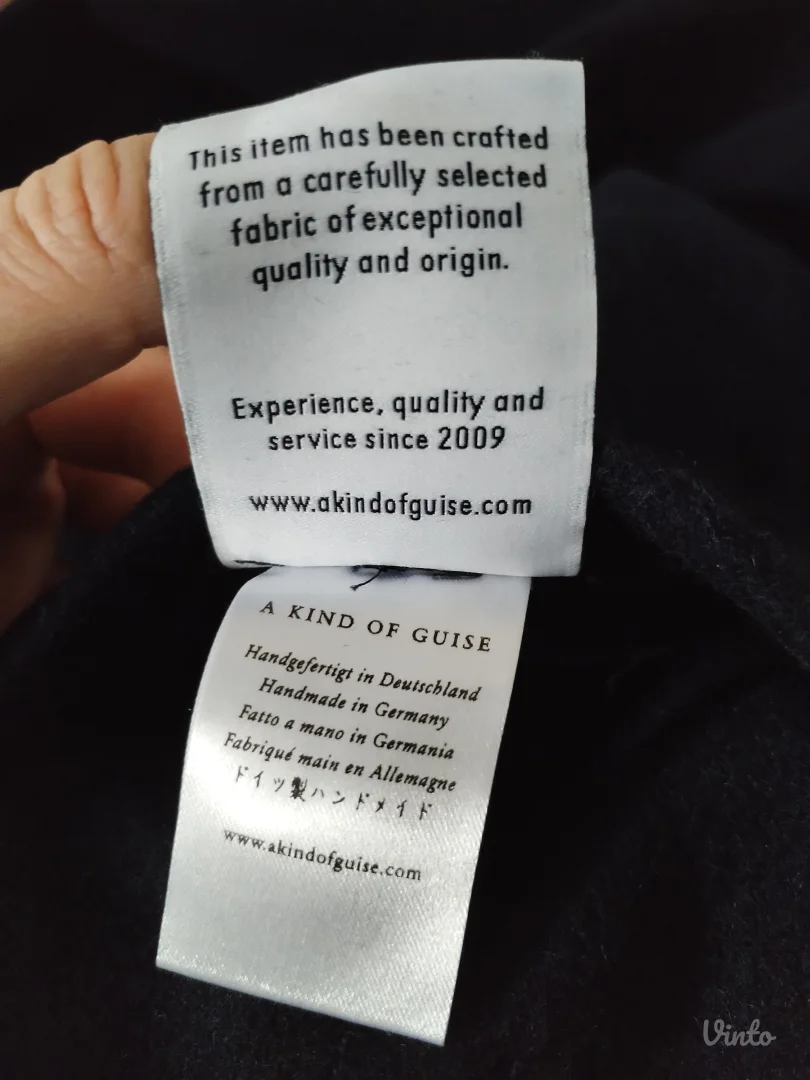 This item has been crafted
from a carefully selected
fabric of exceptional
quality and origin.
Experience, quality and
service since 2009
www.akindofguise.com
A KIND OF GUISE
Handgefertigt in Deutschland
Handmade in Germany
Fatto a mano in Germania
Fabriqué main en Allemagne
ドイツ製ハンドメイド
www.akindofguise.com
Vinto